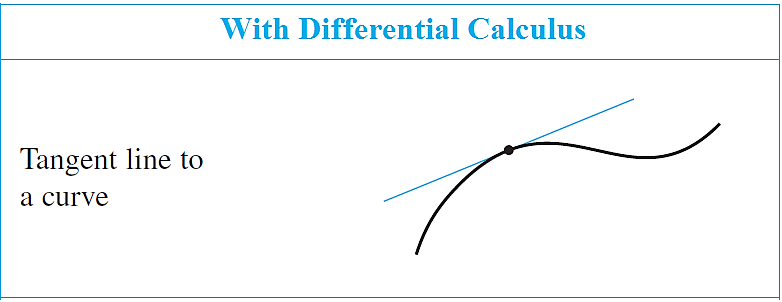 With Differential Calculus
Tangent line to
a curve